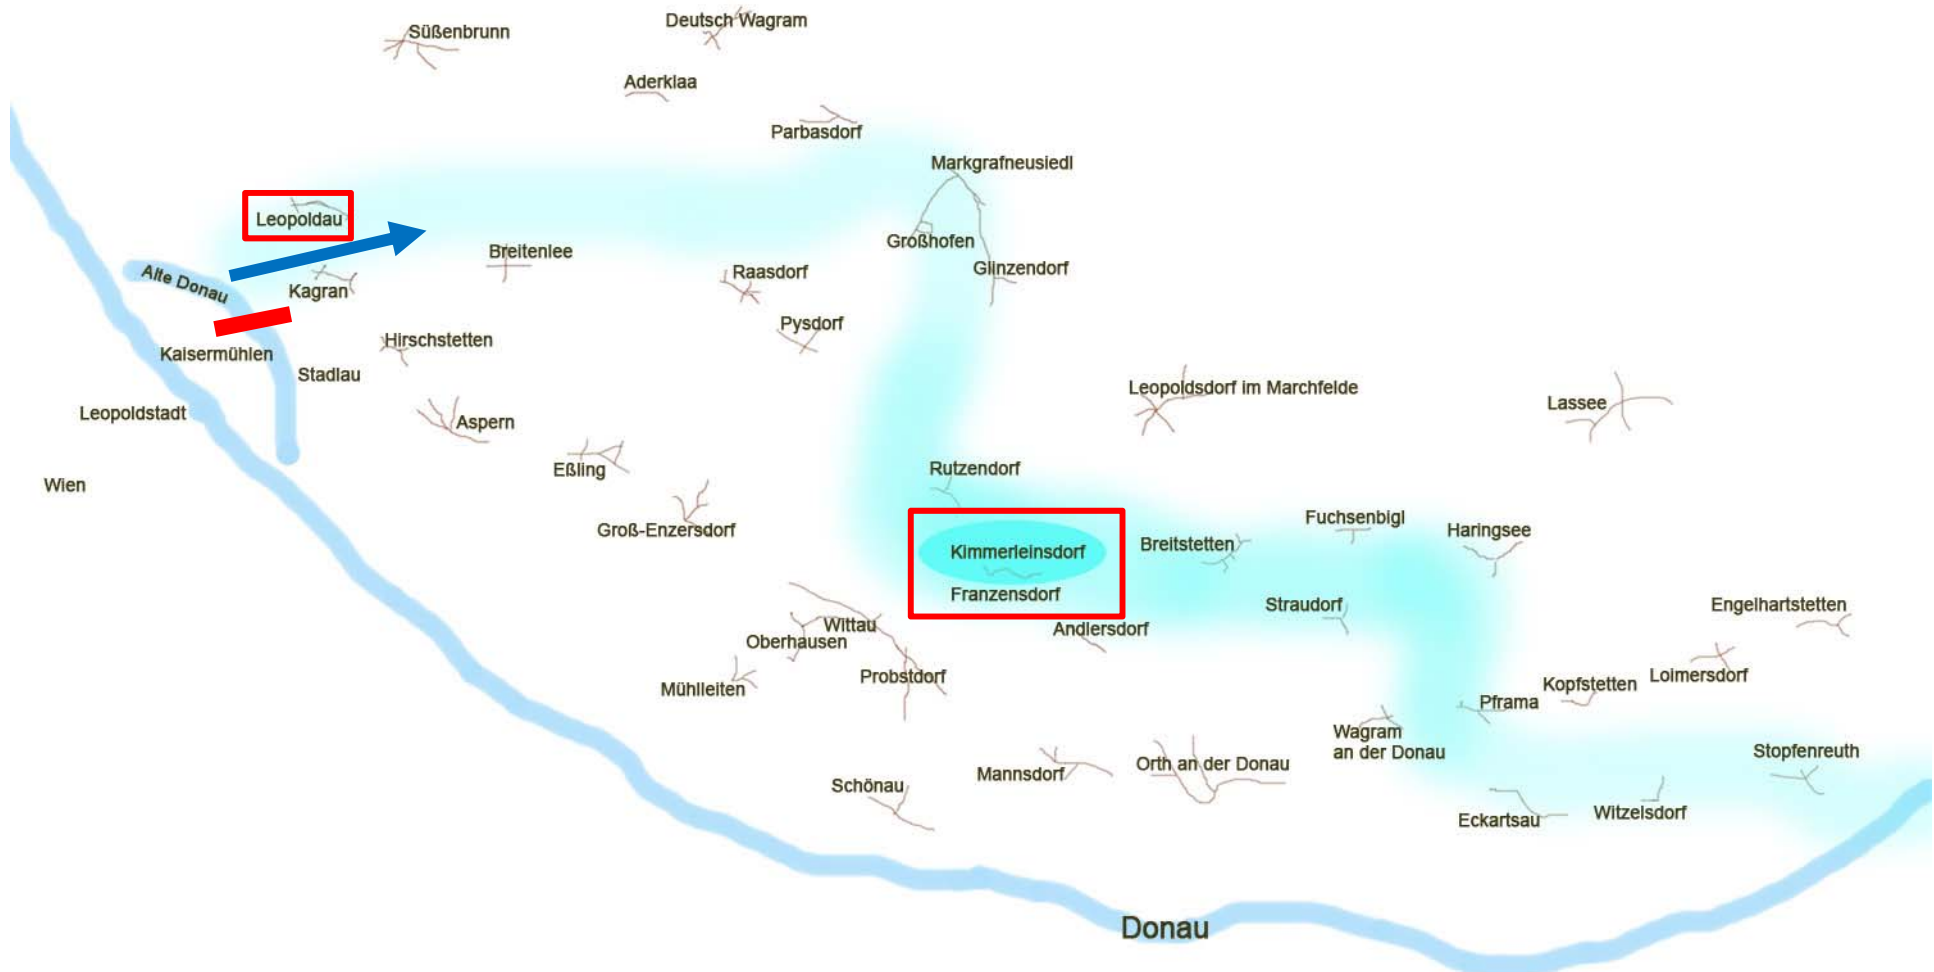 Süßenbrunn
Deutsch Wagram
Aderklaa
Parbasdorf
Markgrafneusiedl
Leopoldau
Großhofen
Breitenlee
Raasdorf
Glinzendorf
Alte Donau
Kagran
Pysdorf
Hirschstetten
Kaisermühlen
Stadlau
Leopoldsdorf im Marchfelde
Lassee
Leopoldstadt
Aspern
Eßling
Rutzendorf
Wien
Groß-Enzersdorf
Fuchsenbigl
Haringsee
Kimmerleinsdorf
Breitstetten
Franzensdorf
Straudorf
Engelhartstetten
Wittau
Andlersdorf
Oberhausen
Probstdorf
Mühlleiten
Loimersdorf
Kopfstetten
Pframa
Wagram
an der Donau
Stopfenreuth
Orth an der Donau
Mannsdorf
Schönau
Witzelsdorf
Eckartsau
Donau